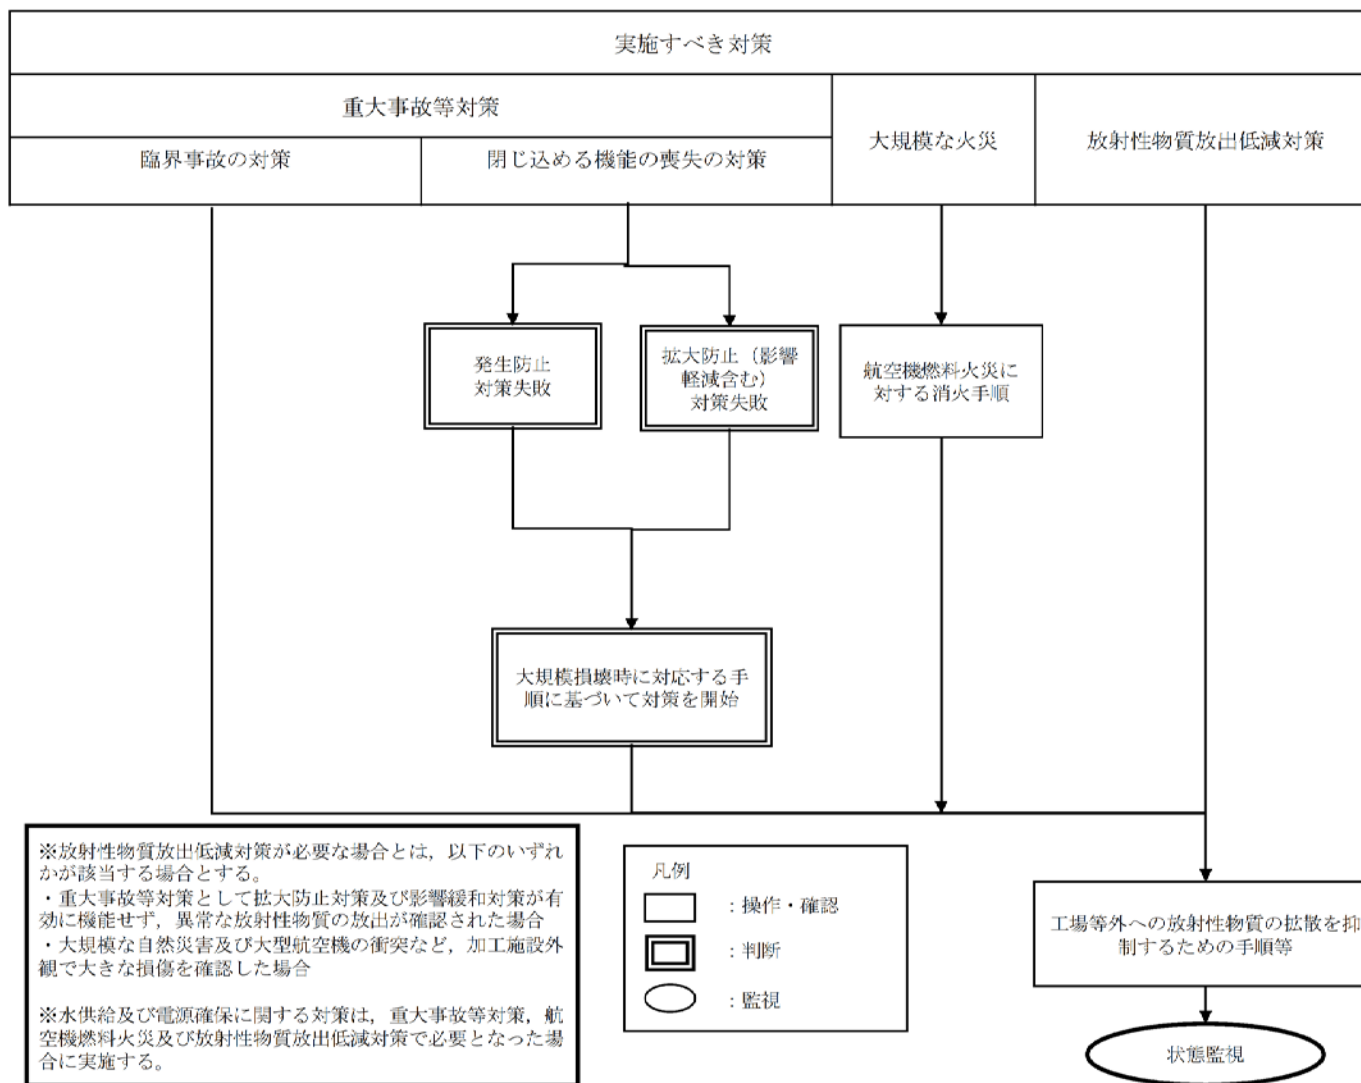 実施すべき対策
重大事故等対策
大規模な火災
放射性物質放出低減対策
臨界事故の対策
閉じ込める機能の喪失の対策
発生防止
対策失敗
拡大防止（影響
軽減含む）
対策失敗
航空機燃料火災に
対する消火手順
大規模損壊時に対応する手
順に基づいて対策を開始
※放射性物質放出低減対策が必要な場合とは，以下のいずれ
かが該当する場合とする。
・重大事故等対策として拡大防止対策及び影響緩和対策が有
効に機能せず，異常な放射性物質の放出が確認された場合
・大規模な自然災害及び大型航空機の衝突など，加工施設外
観で大きな損傷を確認した場合
※水供給及び電源確保に関する対策は，重大事故等対策，航
空機燃料火災及び放射性物質放出低減対策で必要となった場
合に実施する。
凡例
：操作・確認
：判断
：監視
工場等外への放射性物質の拡散を抑
制するための手順等
状態監視